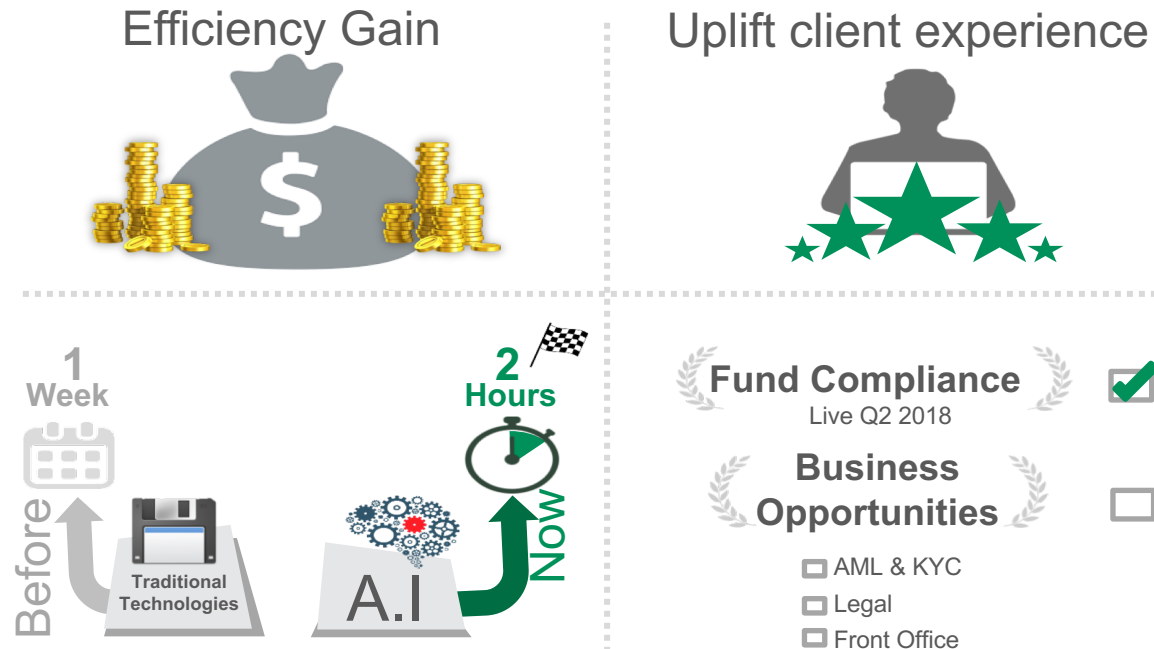 Efficiency Gain
Uplift client experience
$
1
Week
Before
Traditional
Technologies
2
Hours
Now
A.I
Fund Compliance
Live Q2 2018
Business
Opportunities
AML & KYC
Legal
Front Office